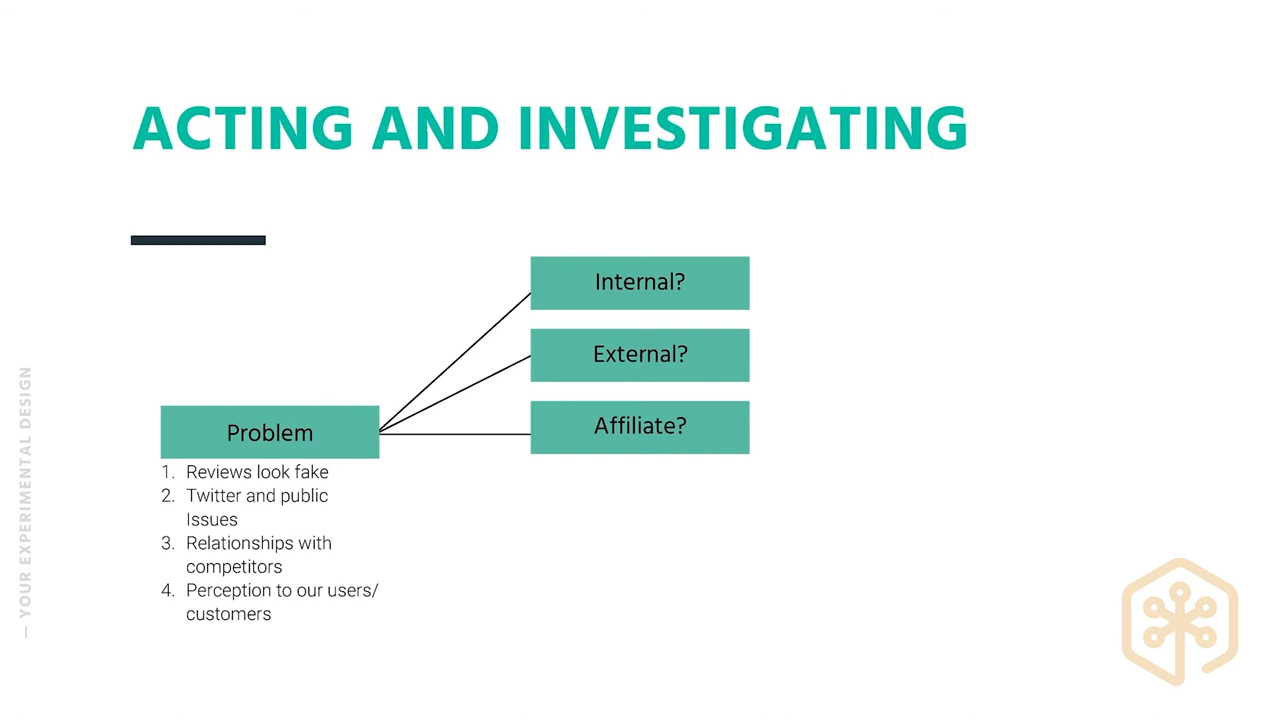 ACTING AND INVESTIGATING
Internal?
External?
Affiliate?
Problem
1. Reviews look fake
2. Twitter and public
Issues
3. Relationships with
competitors
4. Perception to our users/
customers
— YOUR EXPERIMENTAL DESIGN